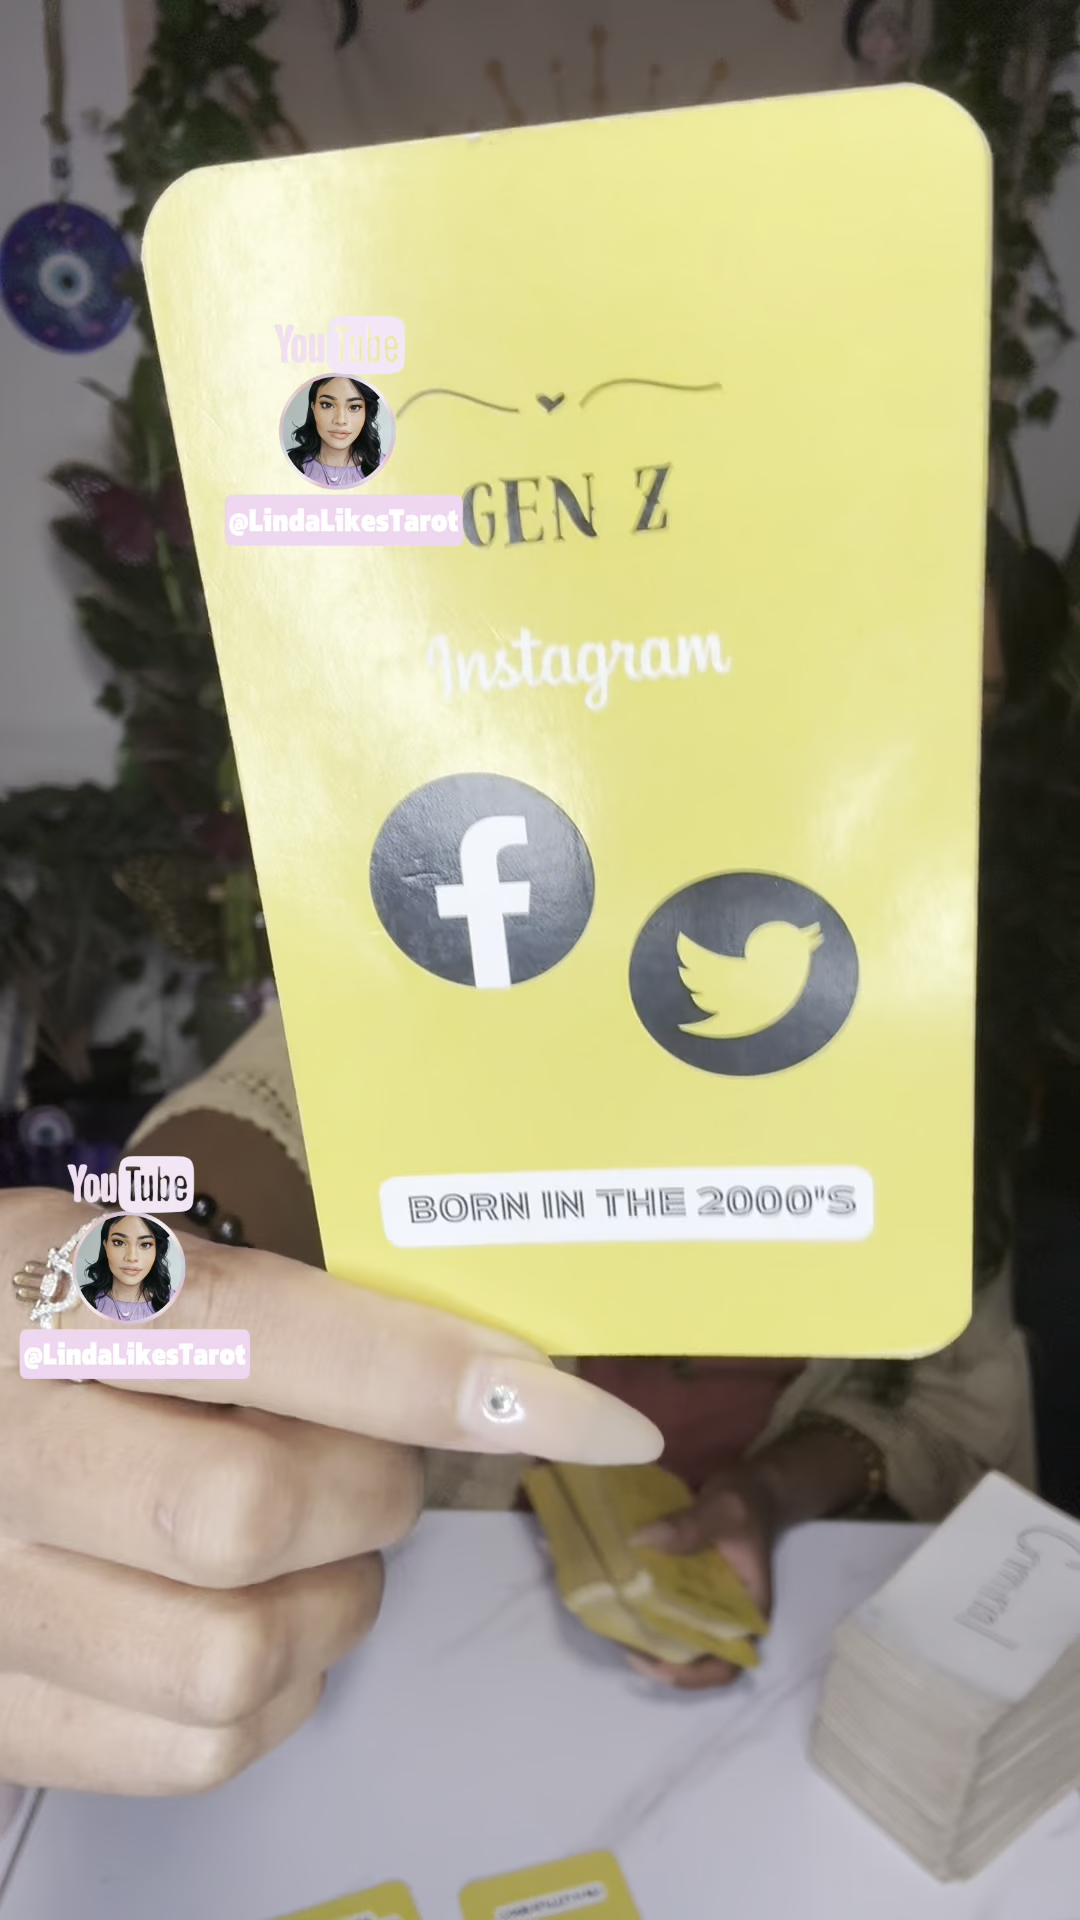 YouTube
@LindaLikesTarot
GEN Z
Instagram
BORN IN THE 2000'S
YouTube
@LindaLikesTarot